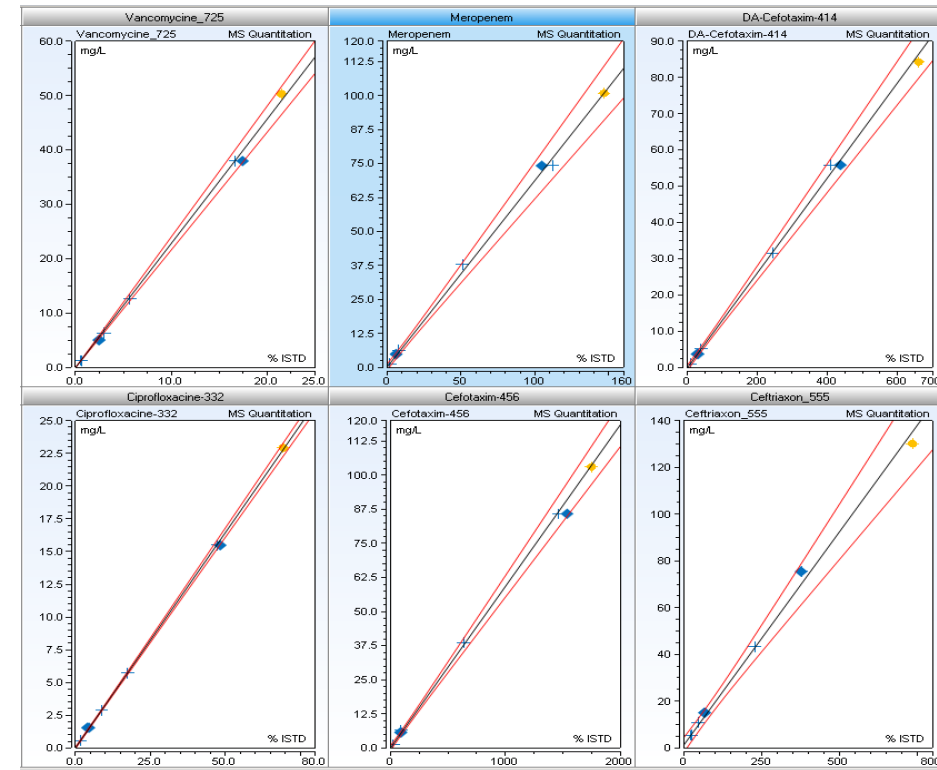 Vancomycine_725 Meropenem DA-Cefotaxim-414
Vancomycine_725 MS Quantitation Meropenem MS Quantitation DA-Cefotaxim-414 MS Quantitation
60.0 mg/L 120.0 mg/L 90.0 mg/L
50.0 100.0 80.0
40.0 87.5 70.0
30.0 75.0 60.0
20.0 62.5 50.0
10.0 50.0 40.0
0.0 37.5 30.0
25.0 20.0
12.5 10.0
0.0 0.0
% ISTD % ISTD % ISTD
0.0 10.0 20.0 25.0 0 50 100 160 0 200 400 600 700
Ciprofloxacine-332 Cefotaxim-456 Ceftriaxon_555
Ciprofloxacine-332 MS Quantitation Cefotaxim-456 MS Quantitation Ceftriaxon_555 MS Quantitation
25.0 mg/L 120.0 mg/L 140 mg/L
22.5 100.0 120
20.0 87.5 100
17.5 75.0 80
15.0 62.5 60
12.5 50.0 40
10.0 37.5 20
7.5 25.0 0
5.0 12.5
2.5 0.0
0.0
% ISTD % ISTD % ISTD
0.0 25.0 50.0 80.0 0 1000 2000 0 250 500 800